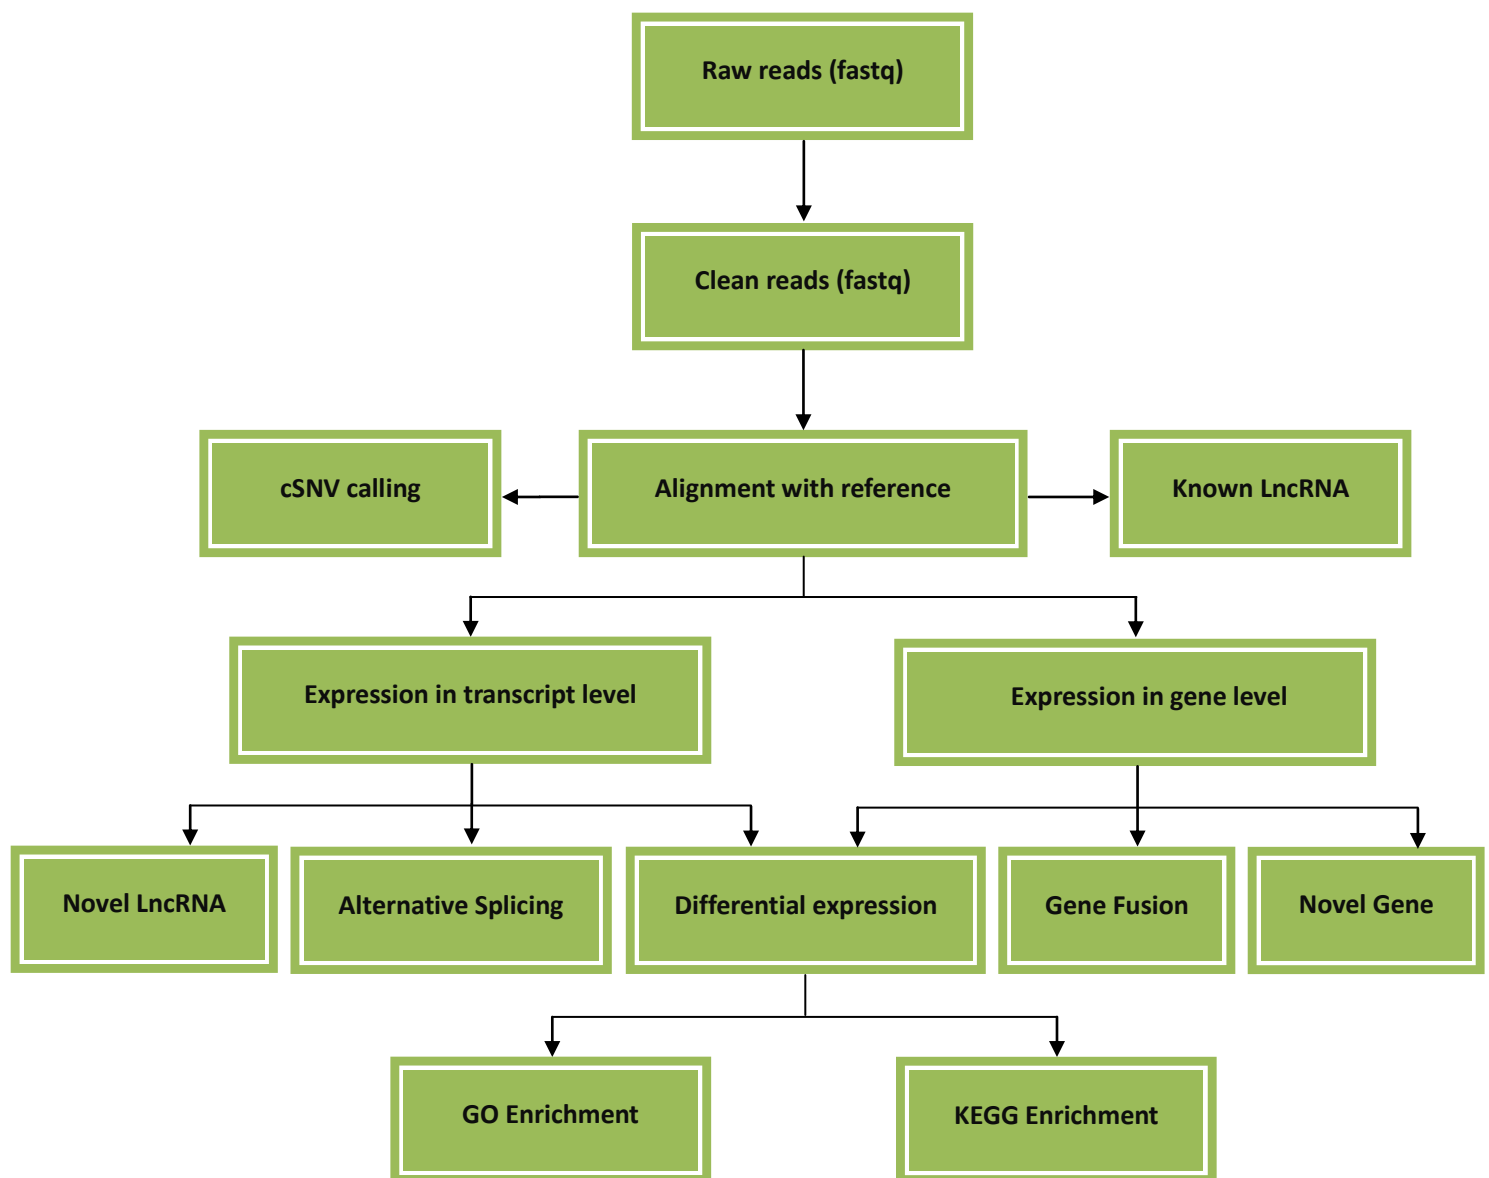 Raw reads (fastq)
Clean reads (fastq)
cSNV calling
Alignment with reference
Known LncRNA
Expression in transcript level
Expression in gene level
Novel LncRNA
Alternative Splicing
Differential expression
Gene Fusion
Novel Gene
GO Enrichment
KEGG Enrichment